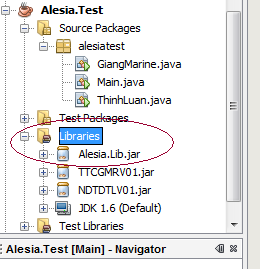 Alesia.Test
Source Packages
alesiatest
GiangMarine.java
Main.java
ThinhLuan.java
Test Packages
Libraries
Alesia.Lib.jar
TTCGMRV01.jar
NDTDTLV01.jar
JDK 1.6 (Default)
Test Libraries
Alesia.Test [Main] - Navigator